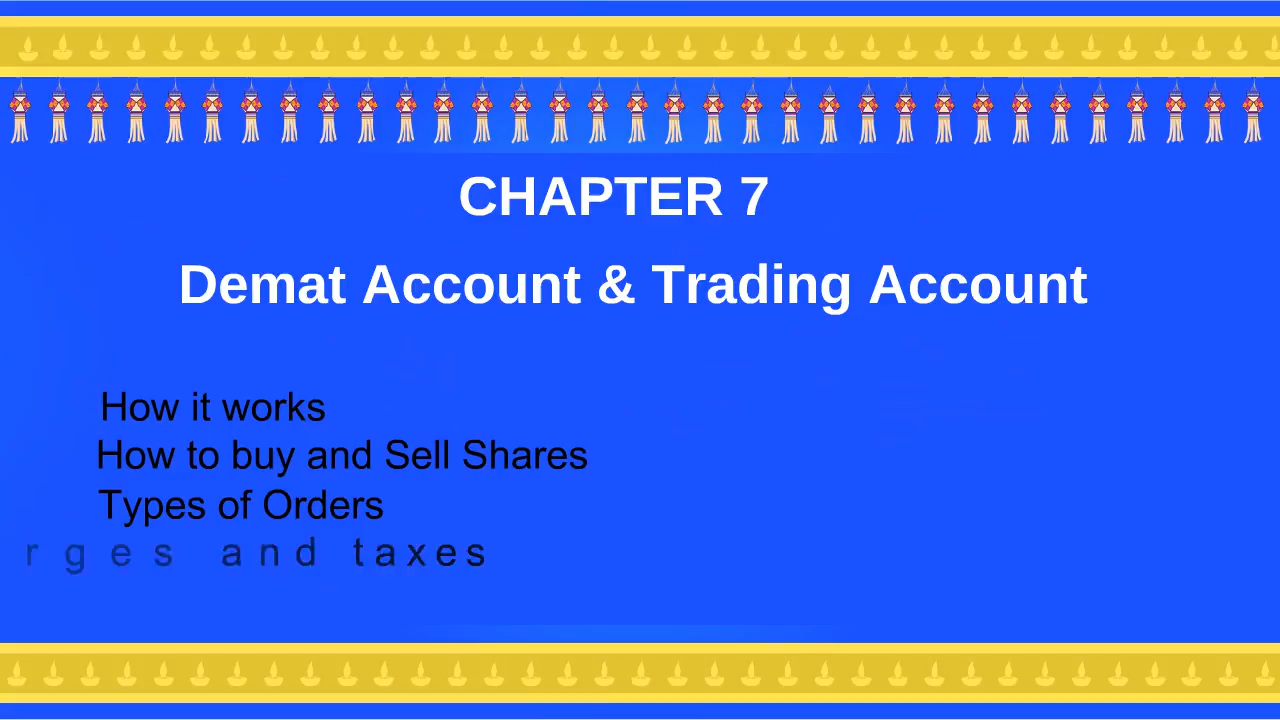 CHAPTER 7
Demat Account & Trading Account
How it works
How to buy and Sell Shares
Types of Orders
rges and taxes